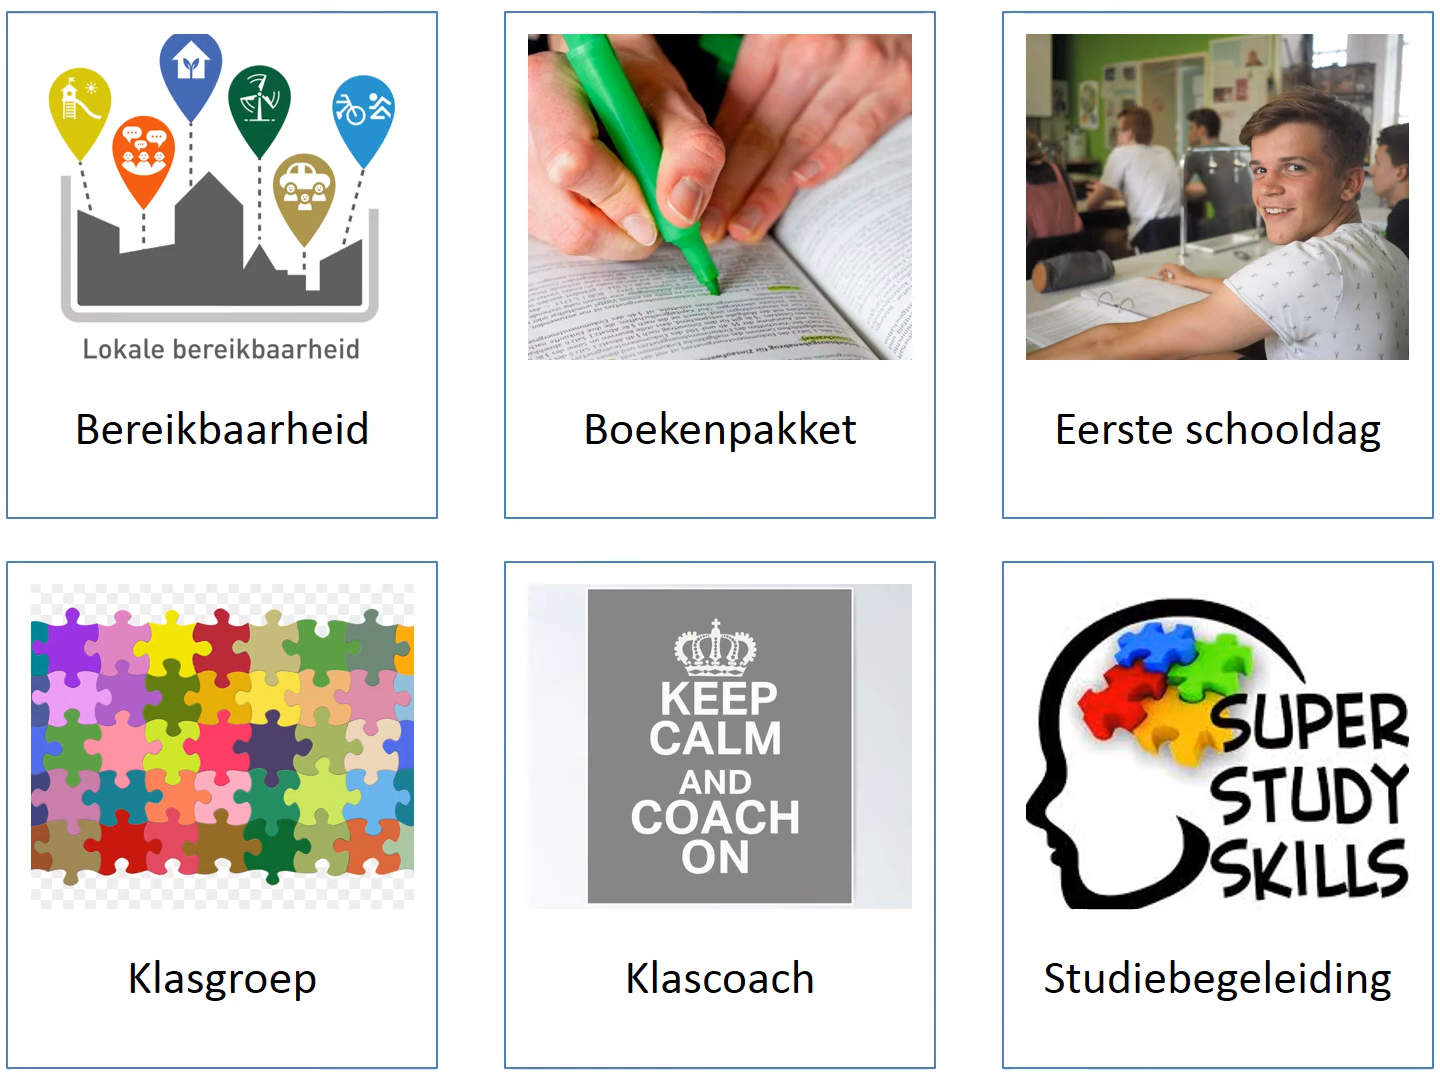 Lokale bereikbaarheid
Bereikbaarheid
Boekenpakket
Eerste schooldag
KEEP
CALM
AND
COACH
ON
SUPER
STUDY
SKILLS
Klasgroep
Klascoach
Studiebegeleiding